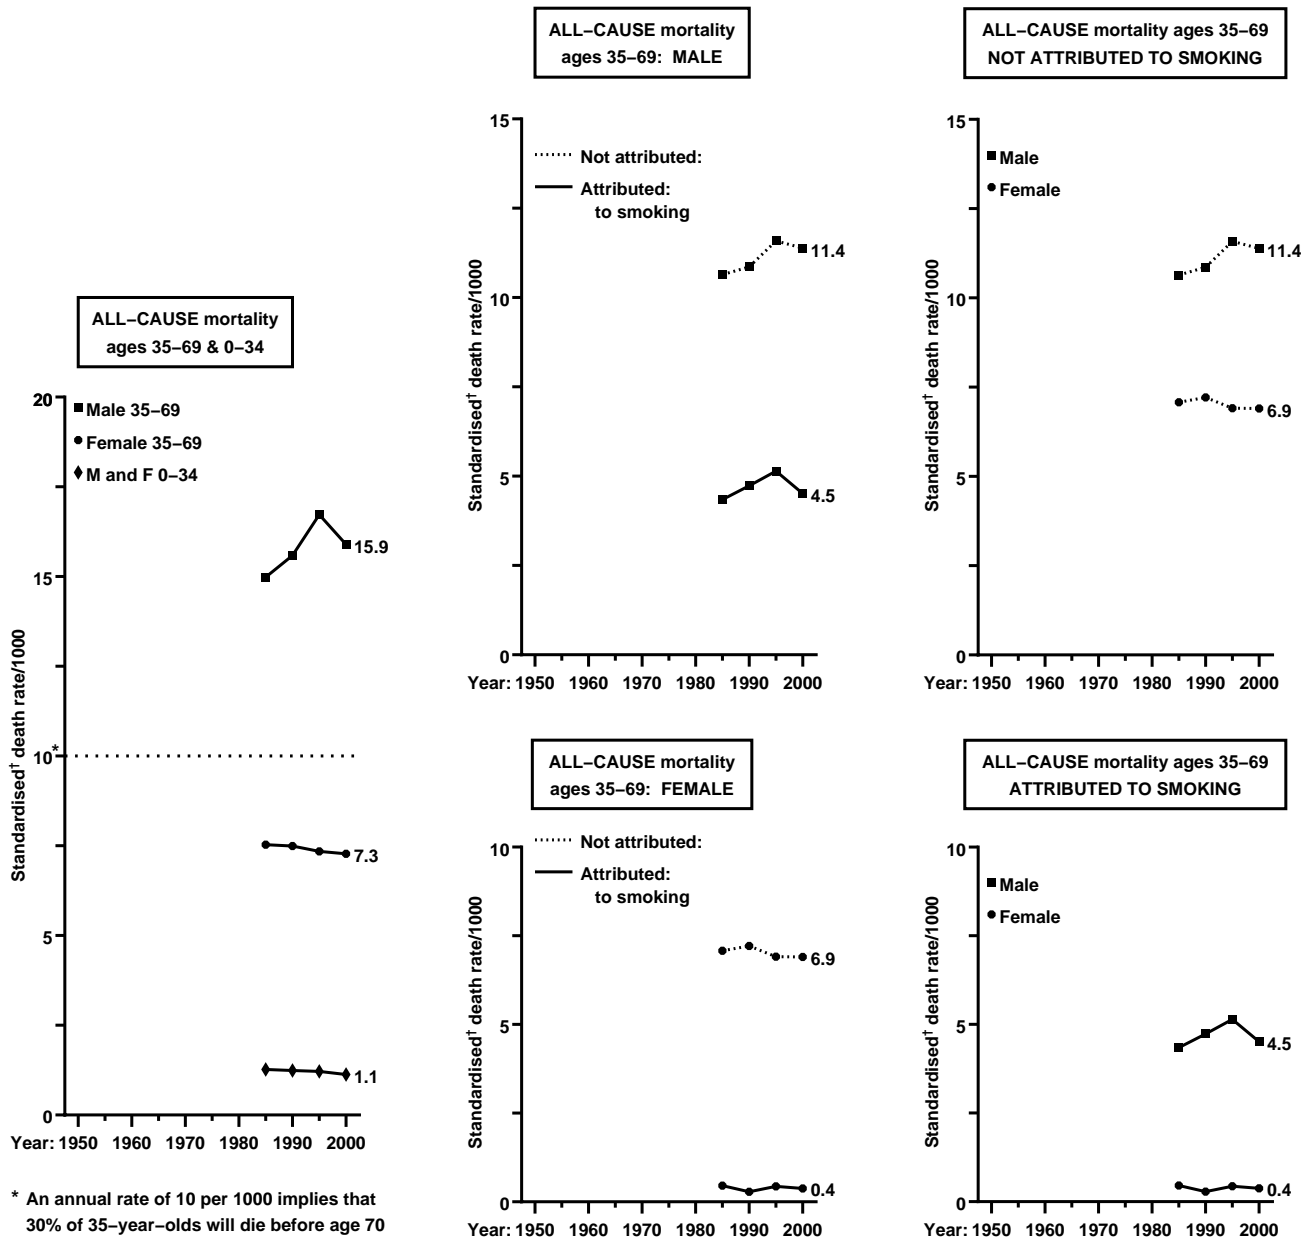 ALL−CAUSE mortality
ages 35−69 & 0−34
20
15
10*
5
0
Standardised† death rate/1000
Male 35−69
Female 35−69
M and F 0−34
15.9
7.3
1.1
Year: 1950 1960 1970 1980 1990 2000
* An annual rate of 10 per 1000 implies that
30% of 35−year−olds will die before age 70
ALL−CAUSE mortality
ages 35−69: MALE
15
10
5
0
Standardised† death rate/1000
Not attributed:
Attributed:
to smoking
11.4
4.5
Year: 1950 1960 1970 1980 1990 2000
ALL−CAUSE mortality ages 35−69
NOT ATTRIBUTED TO SMOKING
15
10
5
0
Standardised† death rate/1000
Male
Female
11.4
6.9
Year: 1950 1960 1970 1980 1990 2000
ALL−CAUSE mortality
ages 35−69: FEMALE
10
5
0
Standardised† death rate/1000
Not attributed:
Attributed:
to smoking
6.9
0.4
Year: 1950 1960 1970 1980 1990 2000
ALL−CAUSE mortality ages 35−69
ATTRIBUTED TO SMOKING
10
5
0
Standardised† death rate/1000
Male
Female
4.5
0.4
Year: 1950 1960 1970 1980 1990 2000